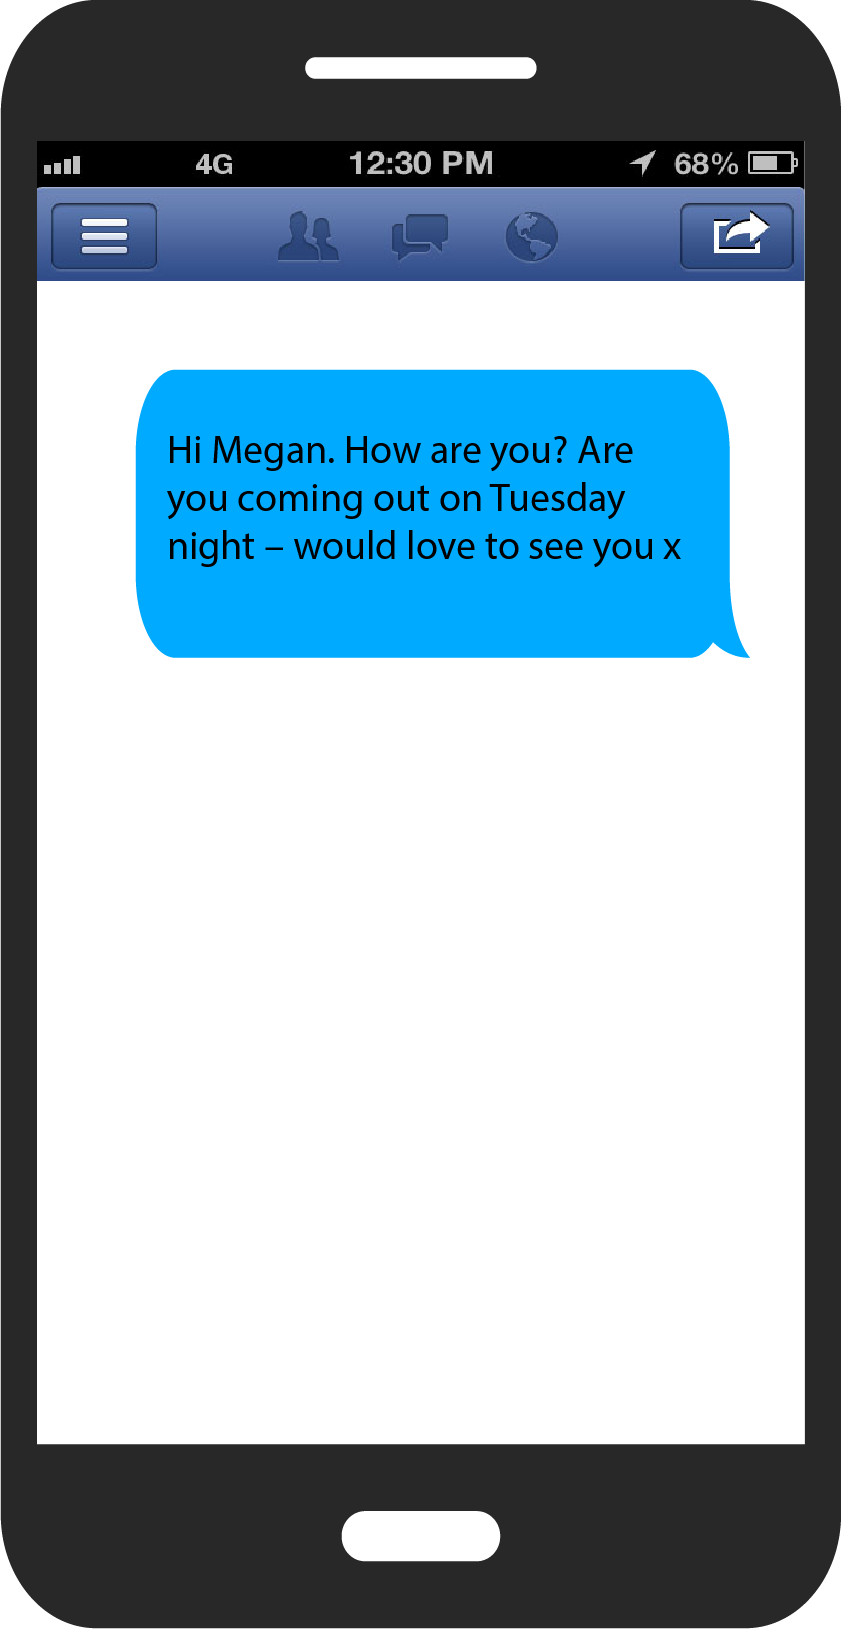 4G 12:30 PM 68%
Hi Megan. How are you? Are
you coming out on Tuesday
night – would love to see you x